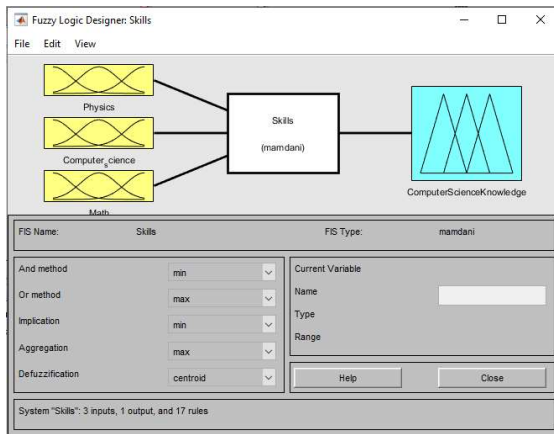 Fuzzy Logic Designer: Skills
File Edit View
Physics
Computer_science
Math
Skills
(mamdani)
ComputerScienceKnowledge
FIS Name: Skills FIS Type: mamdani
And method min
Or method max
Implication min
Aggregation max
Defuzzification centroid
Current Variable
Name
Type
Range
Help Close
System "Skills": 3 inputs, 1 output, and 17 rules